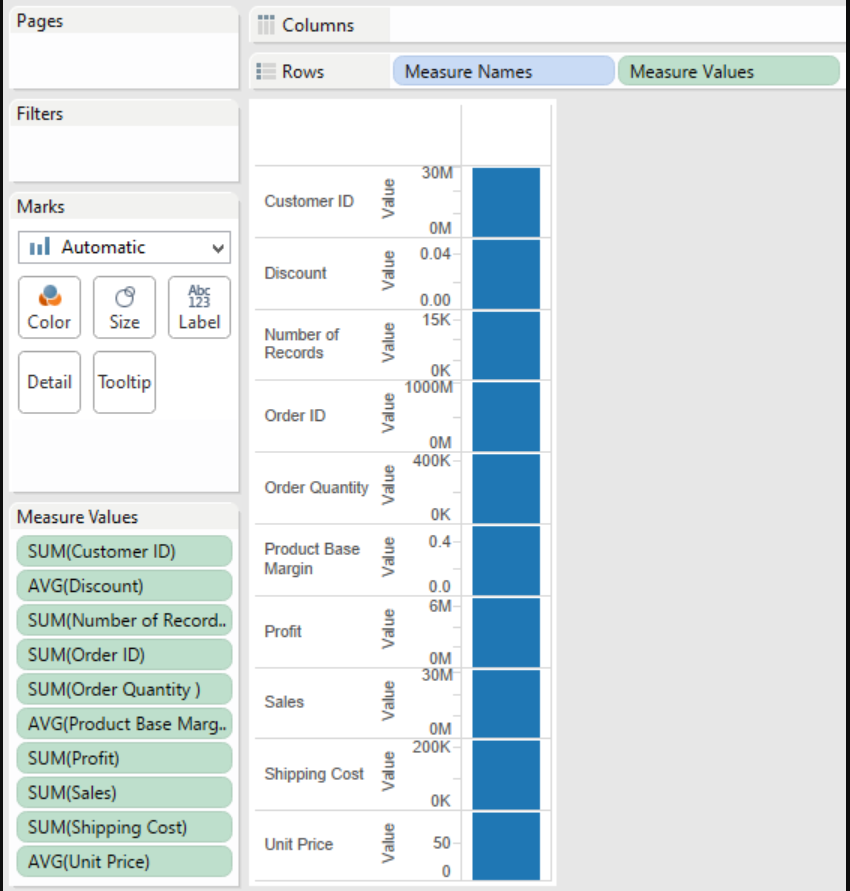 Pages
Columns
Rows
Measure Names
Measure Values
Filters
Marks
Automatic
Color
Size
Abc
123
Label
Detail
Tooltip
Measure Values
SUM(Customer ID)
AVG(Discount)
SUM(Number of Record..
SUM(Order ID)
SUM(Order Quantity )
AVG(Product Base Marg..
SUM(Profit)
SUM(Sales)
SUM(Shipping Cost)
AVG(Unit Price)
Customer ID
Value
30M
0M
Discount
Value
0.04
0.00
Number of
Records
Value
15K
0K
Order ID
Value
1000M
0M
Order Quantity
Value
400K
0K
Product Base
Margin
Value
0.4
0.0
Profit
Value
6M
0M
Sales
Value
30M
0M
Shipping Cost
Value
200K
0K
Unit Price
Value
50
0